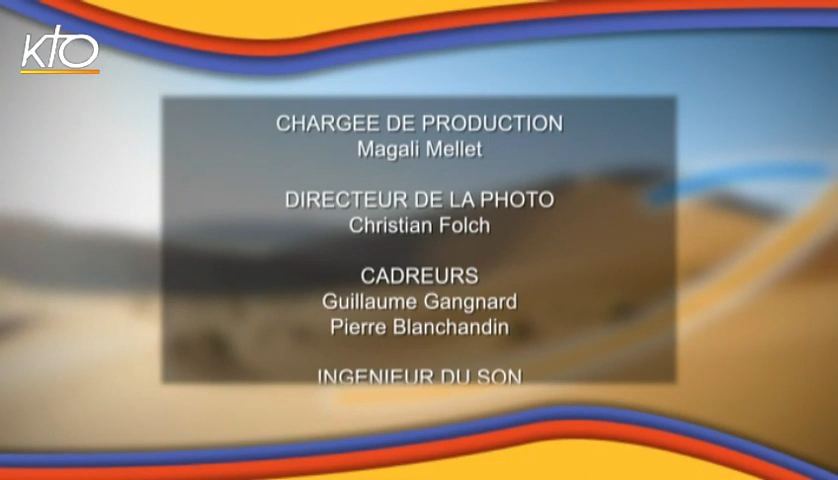 KTO
CHARGEE DE PRODUCTION
Magali Mellet
DIRECTEUR DE LA PHOTO
Christian Folch
CADREURS
Guillaume Gangnard
Pierre Blanchandin
INGENIEUR DU SON